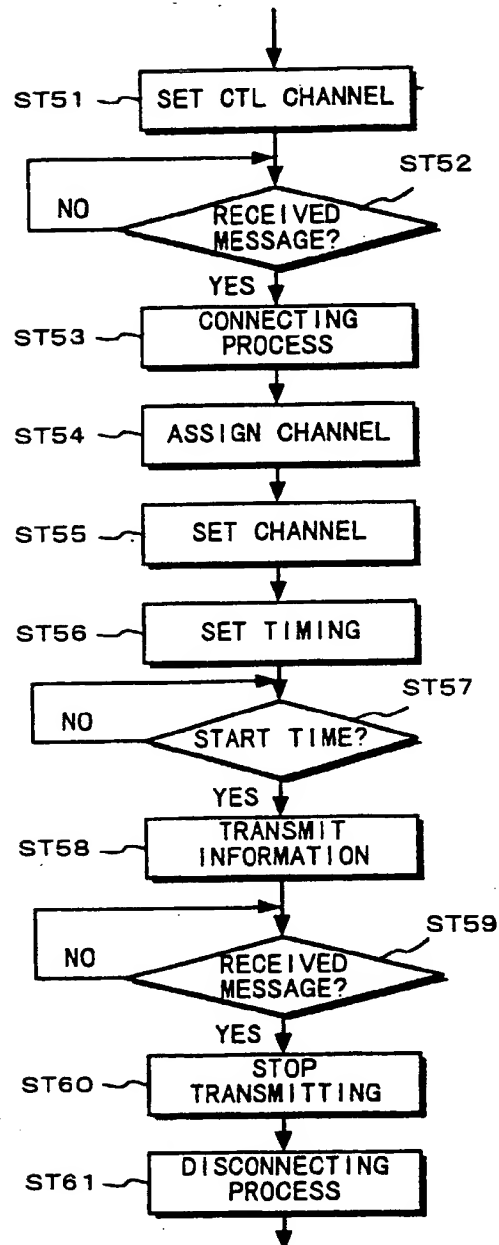 ST51
SET CTL CHANNEL
ST52
NO
RECEIVED
MESSAGE?
YES
ST53
CONNECTING
PROCESS
ST54
ASSIGN CHANNEL
ST55
SET CHANNEL
ST56
SET TIMING
ST57
NO
START TIME?
YES
ST58
TRANSMIT
INFORMATION
ST59
NO
RECEIVED
MESSAGE?
YES
ST60
STOP
TRANSMITTING
ST61
DISCONNECTING
PROCESS